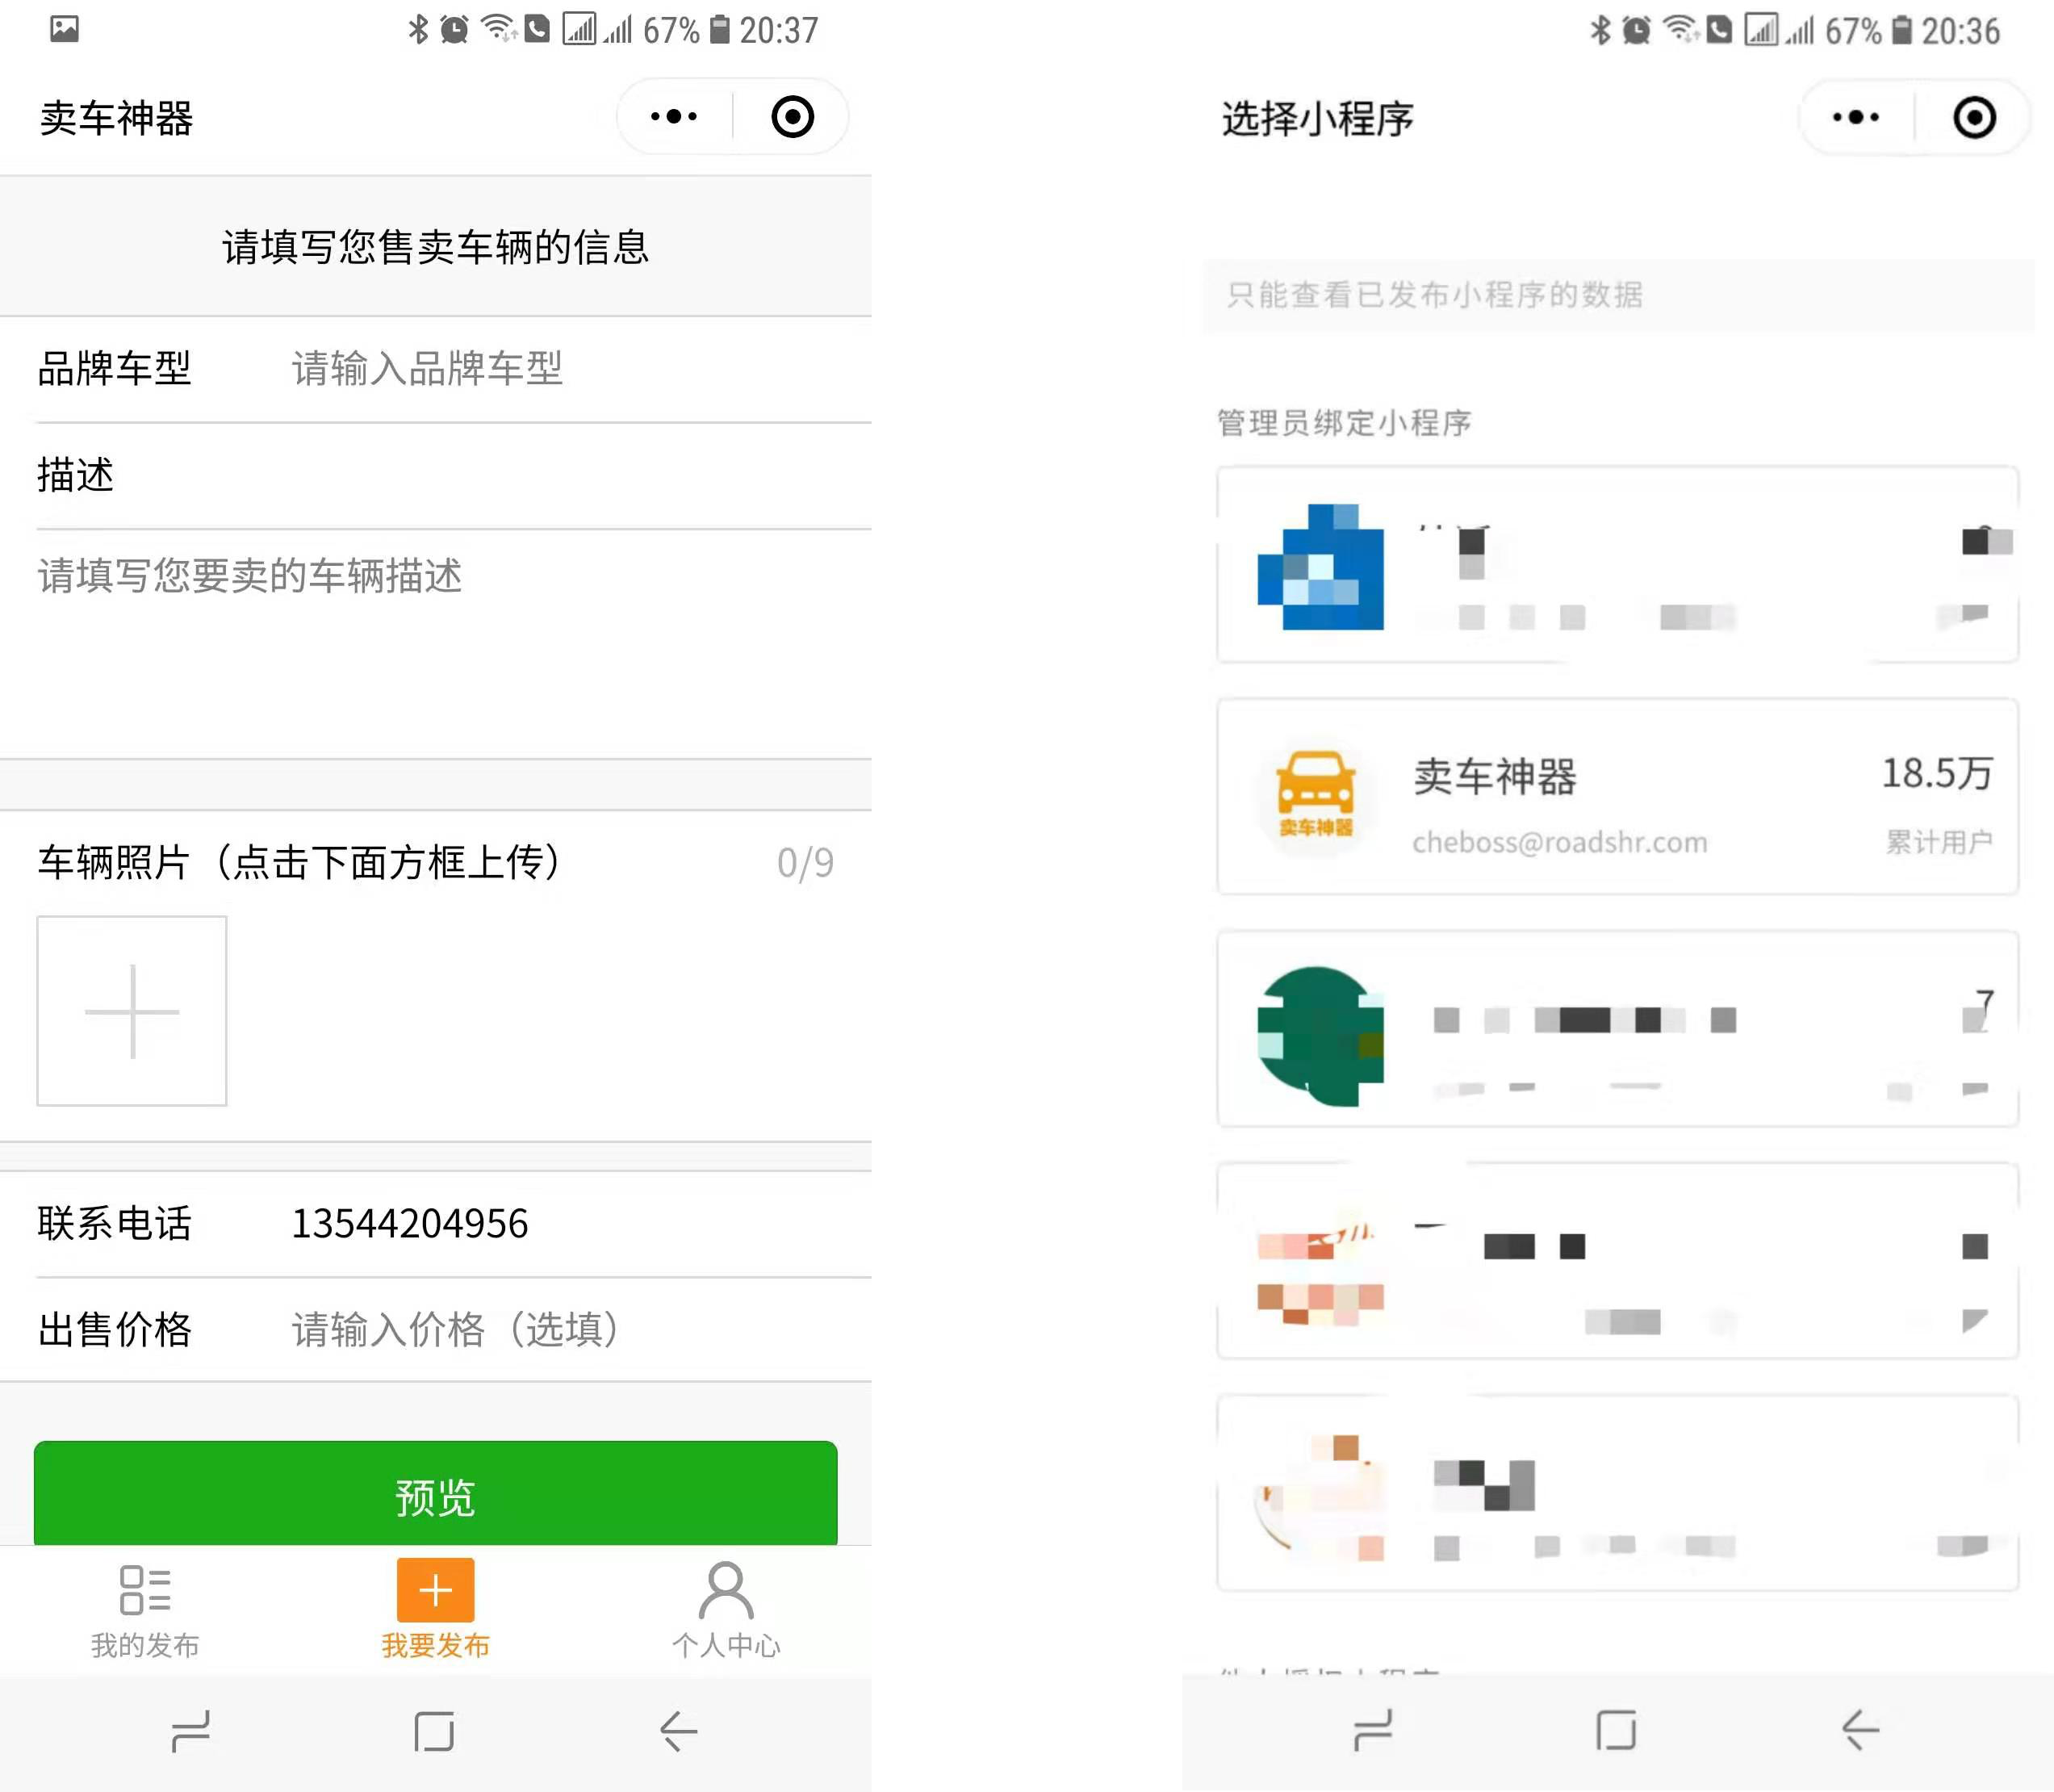 67% 20:37
卖车神器
请填写您售卖车辆的信息
品牌车型 请输入品牌车型
描述
请填写您要卖的车辆描述
车辆照片（点击下面方框上传） 0/9
联系电话 13544204956
出售价格 请输入价格（选填）
预览
我的发布 我要发布 个人中心
67% 20:36
选择小程序
只能查看已发布小程序的数据
管理员绑定小程序
卖车神器 18.5万
卖车神器
cheboss@roadshr.com 累计用户
7